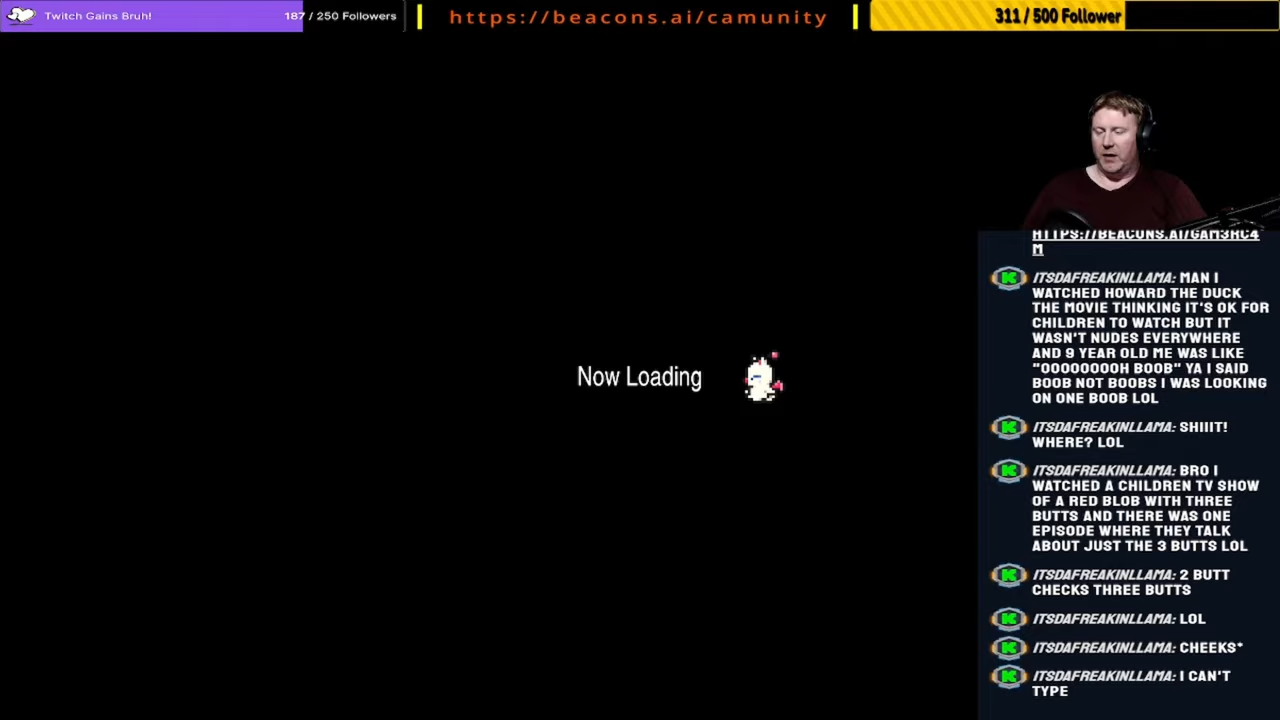 Twitch Gains Bruh!
187 / 250 Followers
https://beacons.ai/camunity
311 / 500 Follower
HTTPS://BEACONS.AI/GAM3RC4
M
ITSDAFREAKINLLAMA: MAN I
WATCHED HOWARD THE DUCK
THE MOVIE THINKING IT'S OK FOR
CHILDREN TO WATCH BUT IT
WASN'T NUDES EVERYWHERE
AND 9 YEAR OLD ME WAS LIKE
"OOOOOOOOH BOOB" YA I SAID
BOOB NOT BOOBS I WAS LOOKING
ON ONE BOOB LOL
ITSDAFREAKINLLAMA: SHIIIT!
WHERE? LOL
ITSDAFREAKINLLAMA: BRO I
WATCHED A CHILDREN TV SHOW
OF A RED BLOB WITH THREE
BUTTS AND THERE WAS ONE
EPISODE WHERE THEY TALK
ABOUT JUST THE 3 BUTTS LOL
ITSDAFREAKINLLAMA: 2 BUTT
CHECKS THREE BUTTS
ITSDAFREAKINLLAMA: LOL
ITSDAFREAKINLLAMA: CHEEKS*
ITSDAFREAKINLLAMA: I CAN'T
TYPE
Now Loading